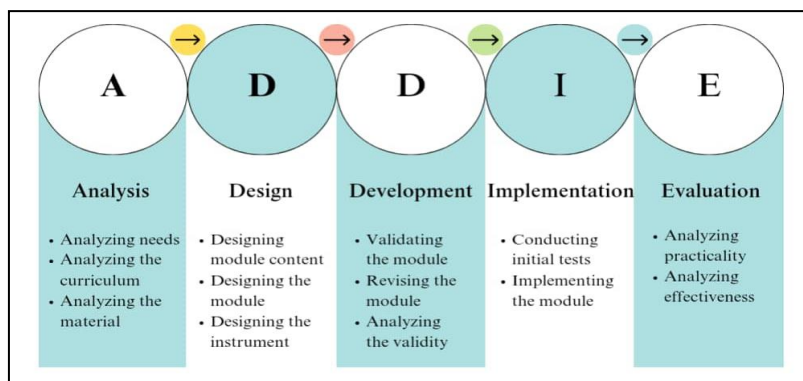 A → D → D → I → E
Analysis
• Analyzing needs
• Analyzing the
curriculum
• Analyzing the
material
Design
• Designing
module content
• Designing the
module
• Designing the
instrument
Development
• Validating
the module
• Revising the
module
• Analyzing
the validity
Implementation
• Conducting
initial tests
• Implementing
the module
Evaluation
• Analyzing
practicality
• Analyzing
effectiveness